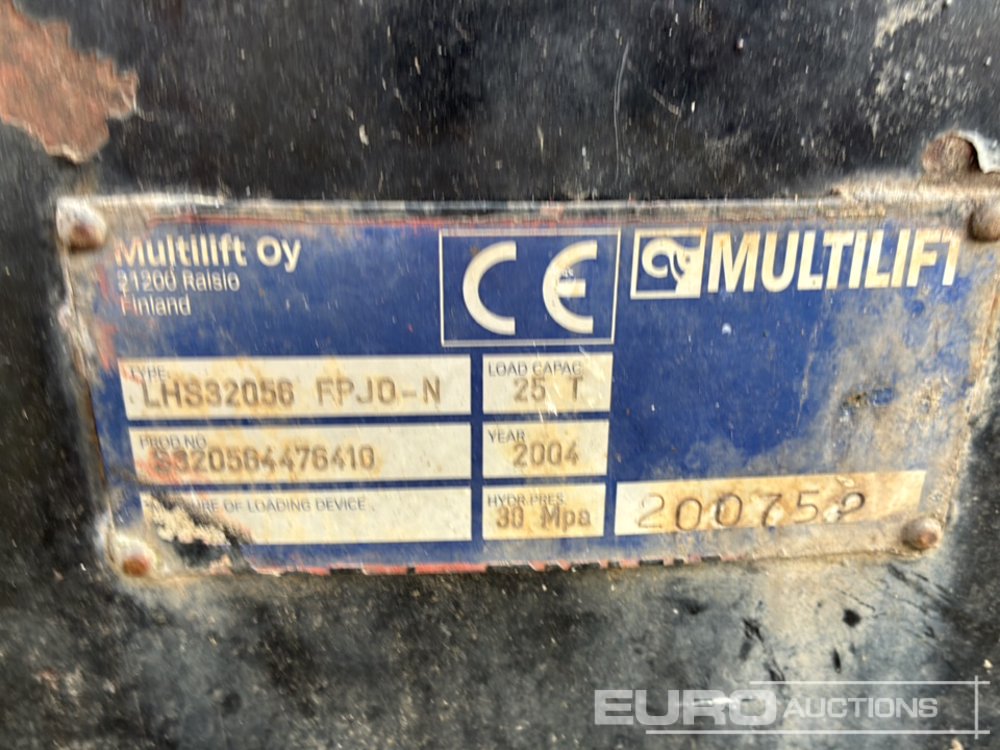 Multilift Oy
21200 Raisio
Finland
CE
MULTILIFT
TYPE
LHS32056 FPJO-N
LOAD CAPAC.
25 T
PROD.NO
YEAR
2004
OF LOADING DEVICE
HYDR.PRES.
30 Mpa
EURO AUCTIONS